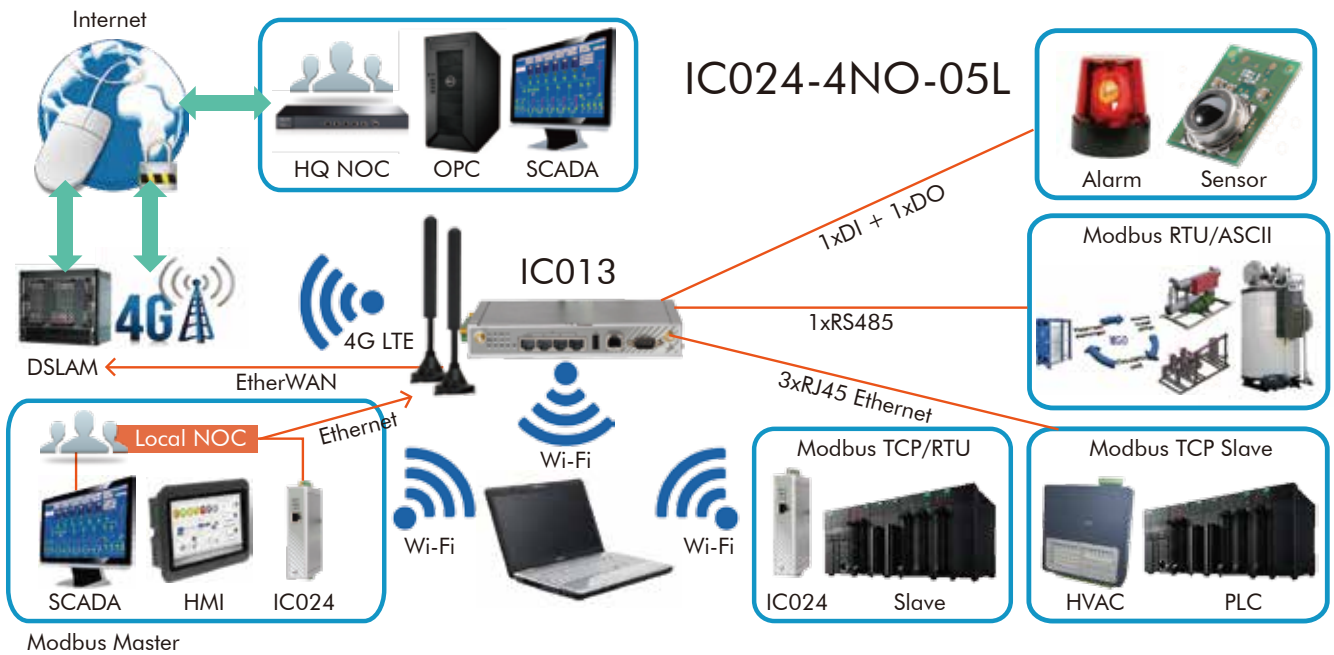 Internet
HQ NOC
OPC
SCADA
IC024-4NO-05L
Alarm
Sensor
1xDI + 1xDO
Modbus RTU/ASCII
IC013
4G
4G LTE
1xRS485
DSLAM
EtherWAN
3xRJ45 Ethernet
Ethernet
Local NOC
Wi-Fi
Modbus TCP/RTU
Modbus TCP Slave
Wi-Fi
Wi-Fi
SCADA
HMI
IC024
IC024
Slave
HVAC
PLC
Modbus Master